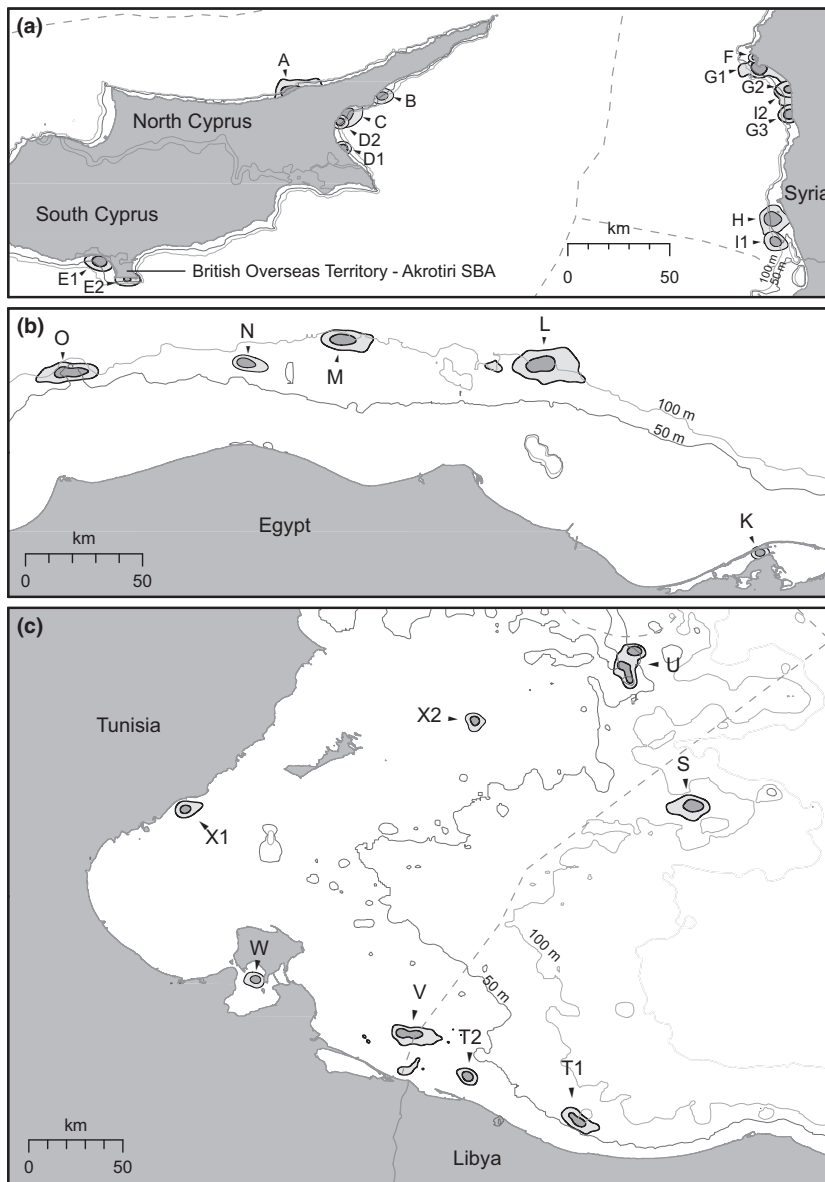 (a)
A
F
G1
B
G2
North Cyprus
C
I2
D2
G3
D1
Syria
South Cyprus
H
km
I1
0
50
British Overseas Territory - Akrotiri SBA
E1
E2
100 m
50 m
(b)
O
N
L
M
100 m
50 m
K
Egypt
km
0
50
(c)
U
Tunisia
X2
S
X1
100 m
W
50 m
V
T2
T1
km
0
50
Libya